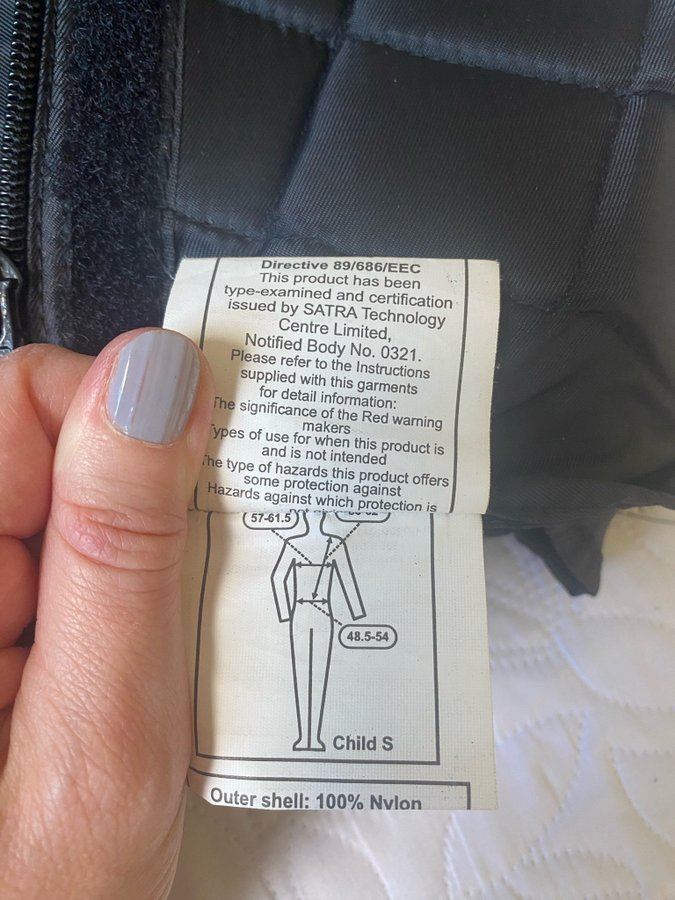 Directive 89/686/EEC
This product has been
type-examined and certification
issued by SATRA Technology
Centre Limited,
Notified Body No. 0321.
Please refer to the Instructions
supplied with this garments
for detail information:
The significance of the Red warning
makers
Types of use for when this product is
and is not intended
The type of hazards this product offers
some protection against
Hazards against which protection is
57-61.5
48.5-54
Child S
Outer shell: 100% Nylon